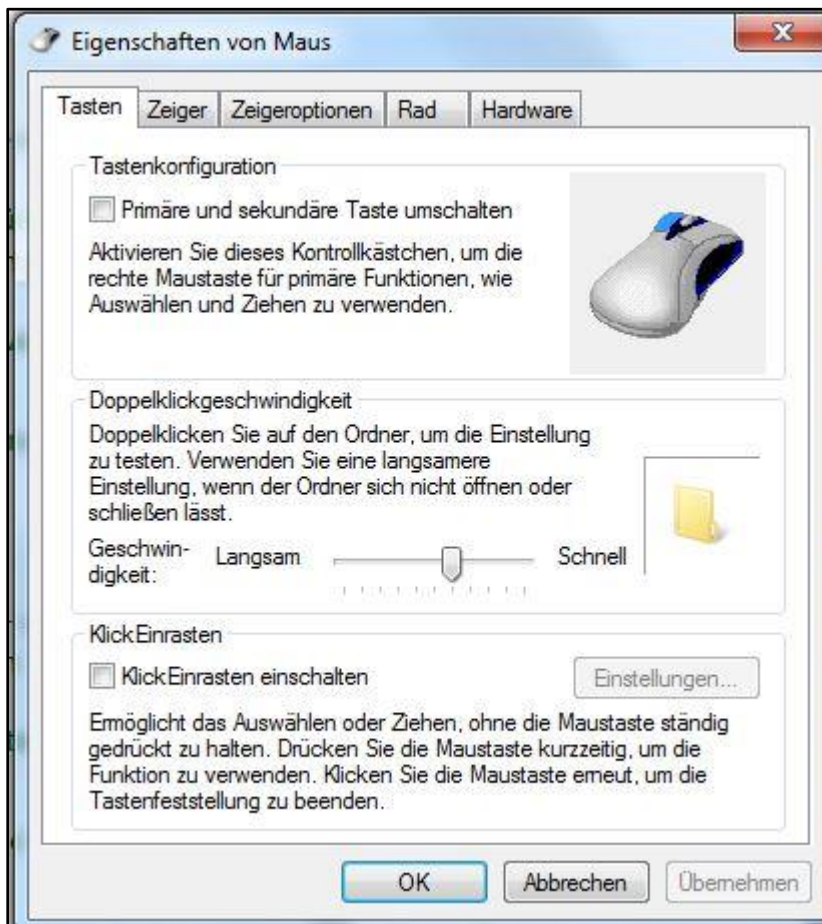 Eigenschaften von Maus
Tasten Zeiger Zeigeroptionen Rad Hardware
Tastenkonfiguration
Primäre und sekundäre Taste umschalten
Aktivieren Sie dieses Kontrollkästchen, um die
rechte Maustaste für primäre Funktionen, wie
Auswählen und Ziehen zu verwenden.
Doppelklickgeschwindigkeit
Doppelklicken Sie auf den Ordner, um die Einstellung
zu testen. Verwenden Sie eine langsamere
Einstellung, wenn der Ordner sich nicht öffnen oder
schließen lässt.
Geschwin-
digkeit:
Langsam Schnell
KlickEinrasten
KlickEinrasten einschalten
Einstellungen...
Ermöglicht das Auswählen oder Ziehen, ohne die Maustaste ständig
gedrückt zu halten. Drücken Sie die Maustaste kurzzeitig, um die
Funktion zu verwenden. Klicken Sie die Maustaste erneut, um die
Tastenfeststellung zu beenden.
OK Abbrechen Übernehmen